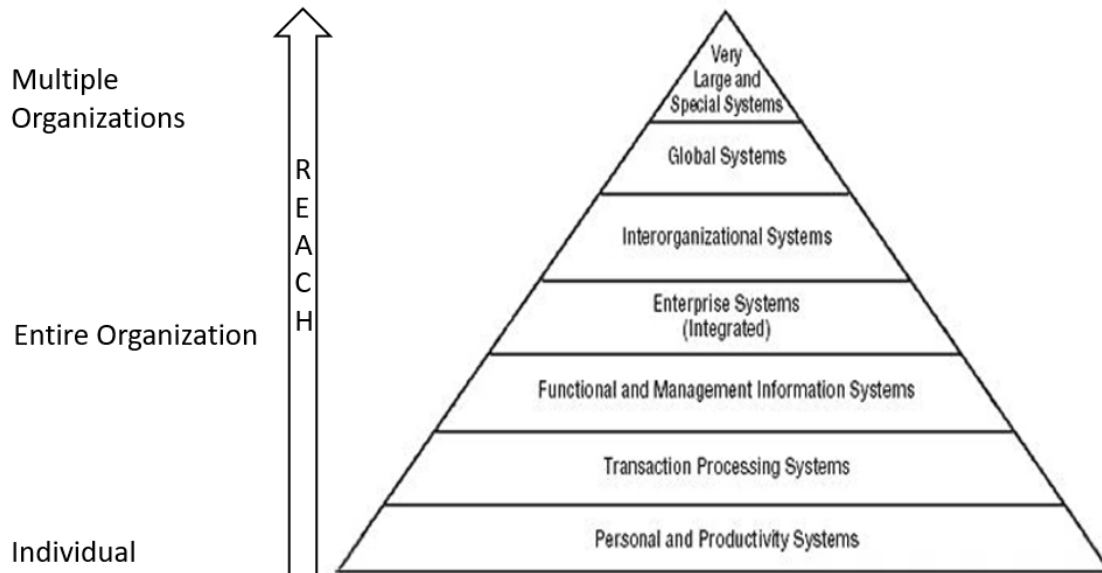 Multiple
Organizations
Entire Organization
Individual
REACH
Very
Large and
Special Systems
Global Systems
Interorganizational Systems
Enterprise Systems
(Integrated)
Functional and Management Information Systems
Transaction Processing Systems
Personal and Productivity Systems